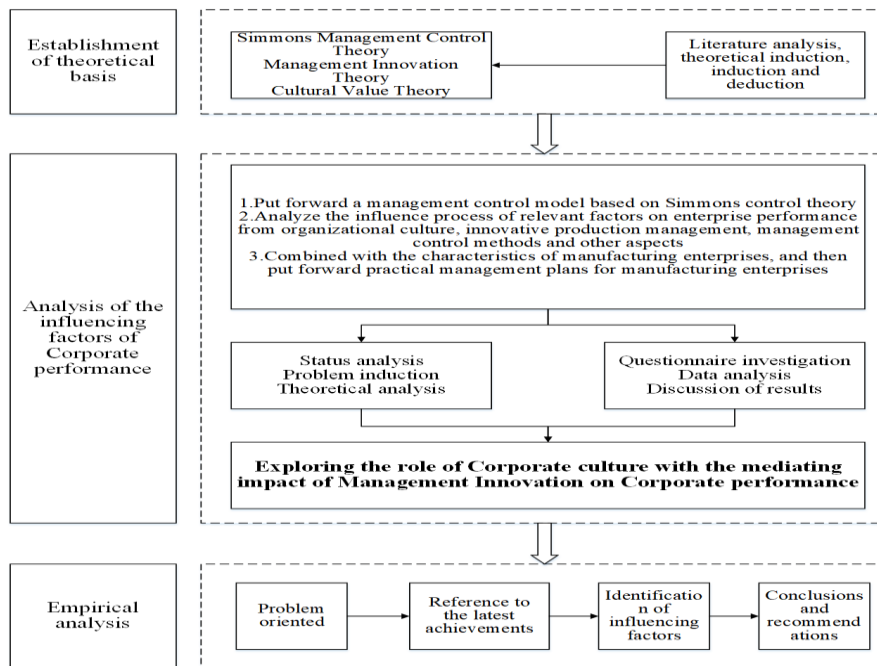 Establishment
of theoretical
basis
Simmons Management Control
Theory
Management Innovation
Theory
Cultural Value Theory
Literature analysis,
theoretical induction,
induction and
deduction
Analysis of the
influencing
factors of
Corporate
performance
1.Put forward a management control model based on Simmons control theory
2.Analyze the influence process of relevant factors on enterprise performance
from organizational culture, innovative production management, management
control methods and other aspects
3.Combined with the characteristics of manufacturing enterprises, and then
put forward practical management plans for manufacturing enterprises
Status analysis
Problem induction
Theoretical analysis
Questionnaire investigation
Data analysis
Discussion of results
Exploring the role of Corporate culture with the mediating
impact of Management Innovation on Corporate performance
Empirical
analysis
Problem
oriented
Reference to
the latest
achievements
Identificatio
n of
influencing
factors
Conclusions
and
recommend
ations